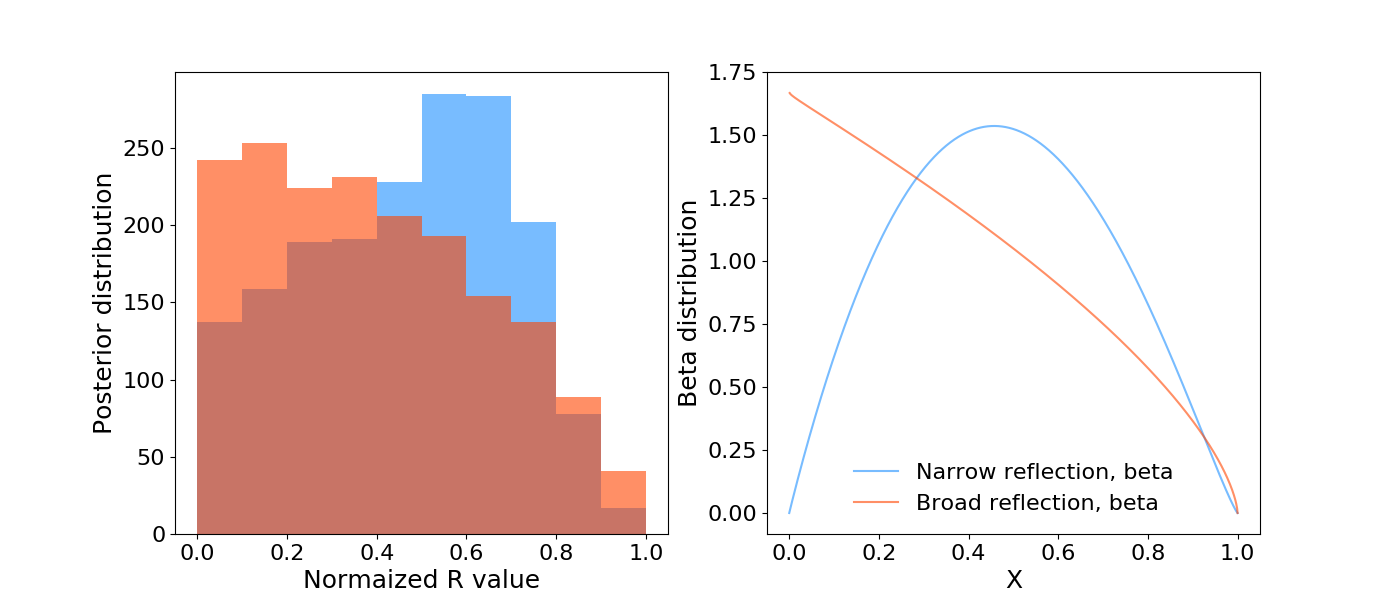 Posterior distribution
250
200
150
100
50
0
0.0 0.2 0.4 0.6 0.8 1.0
Normaized R value
Beta distribution
1.75
1.50
1.25
1.00
0.75
0.50
0.25
0.00
Narrow reflection, beta
Broad reflection, beta
0.0 0.2 0.4 0.6 0.8 1.0
X